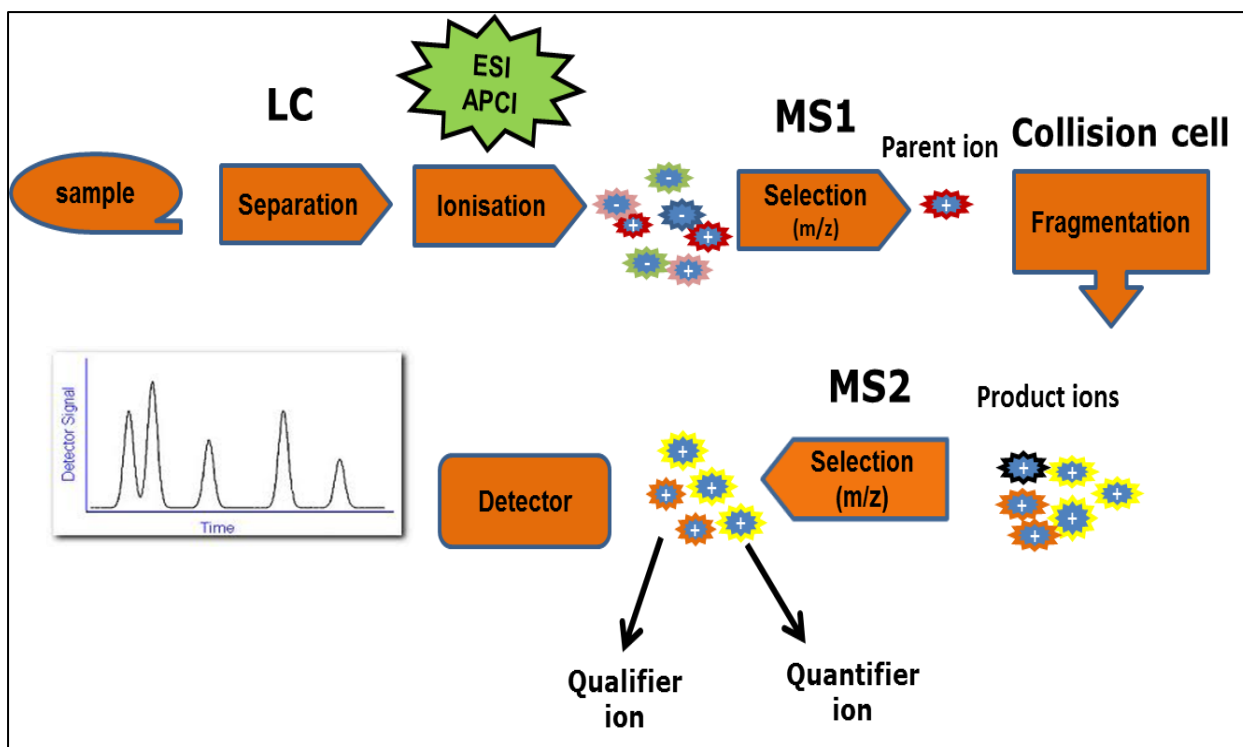 ESI
APCI
LC
MS1
Parent ion
Collision cell
sample
Separation
Ionisation
-
-
+
+
-
+
Selection
(m/z)
+
Fragmentation
MS2
Product ions
Detector Signal
Time
Detector
+
+
+
+
+
+
Selection
(m/z)
+
+
+
+
+
+
Qualifier
ion
Quantifier
ion